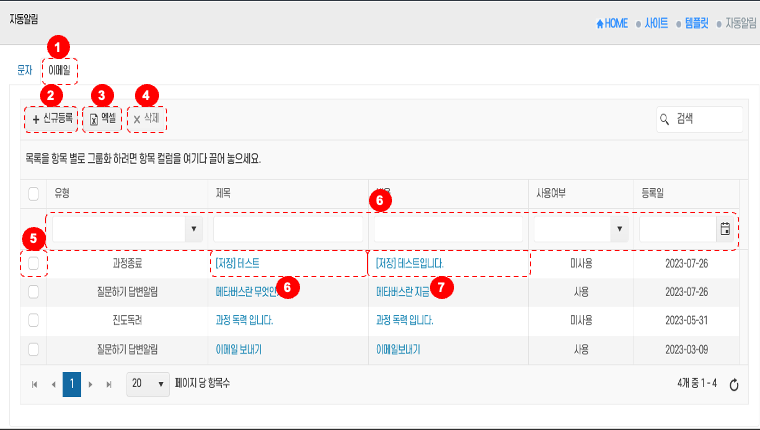 자동알림
HOME 사이트 템플릿 자동알림
1
문자 이메일
2 3 4
신규등록 엑셀 삭제 검색
목록을 항목 별로 그룹화 하려면 항목 컬럼을 여기다 끌어 놓으세요.
유형 제목 사용여부 등록일
6
5
과정종료 [저장] 테스트 [저장] 테스트입니다. 미사용 2023-07-26
질문하기 답변알림 메타버스란 무엇인 메타버스란 지금 사용 2023-07-26
6 7
진도독려 과정 독력 입니다. 과정 독력 입니다. 미사용 2023-05-31
질문하기 답변알림 이메일 보내기 이메일보내기 사용 2023-03-09
1 20 페이지 당 항목수 4개 중 1 - 4